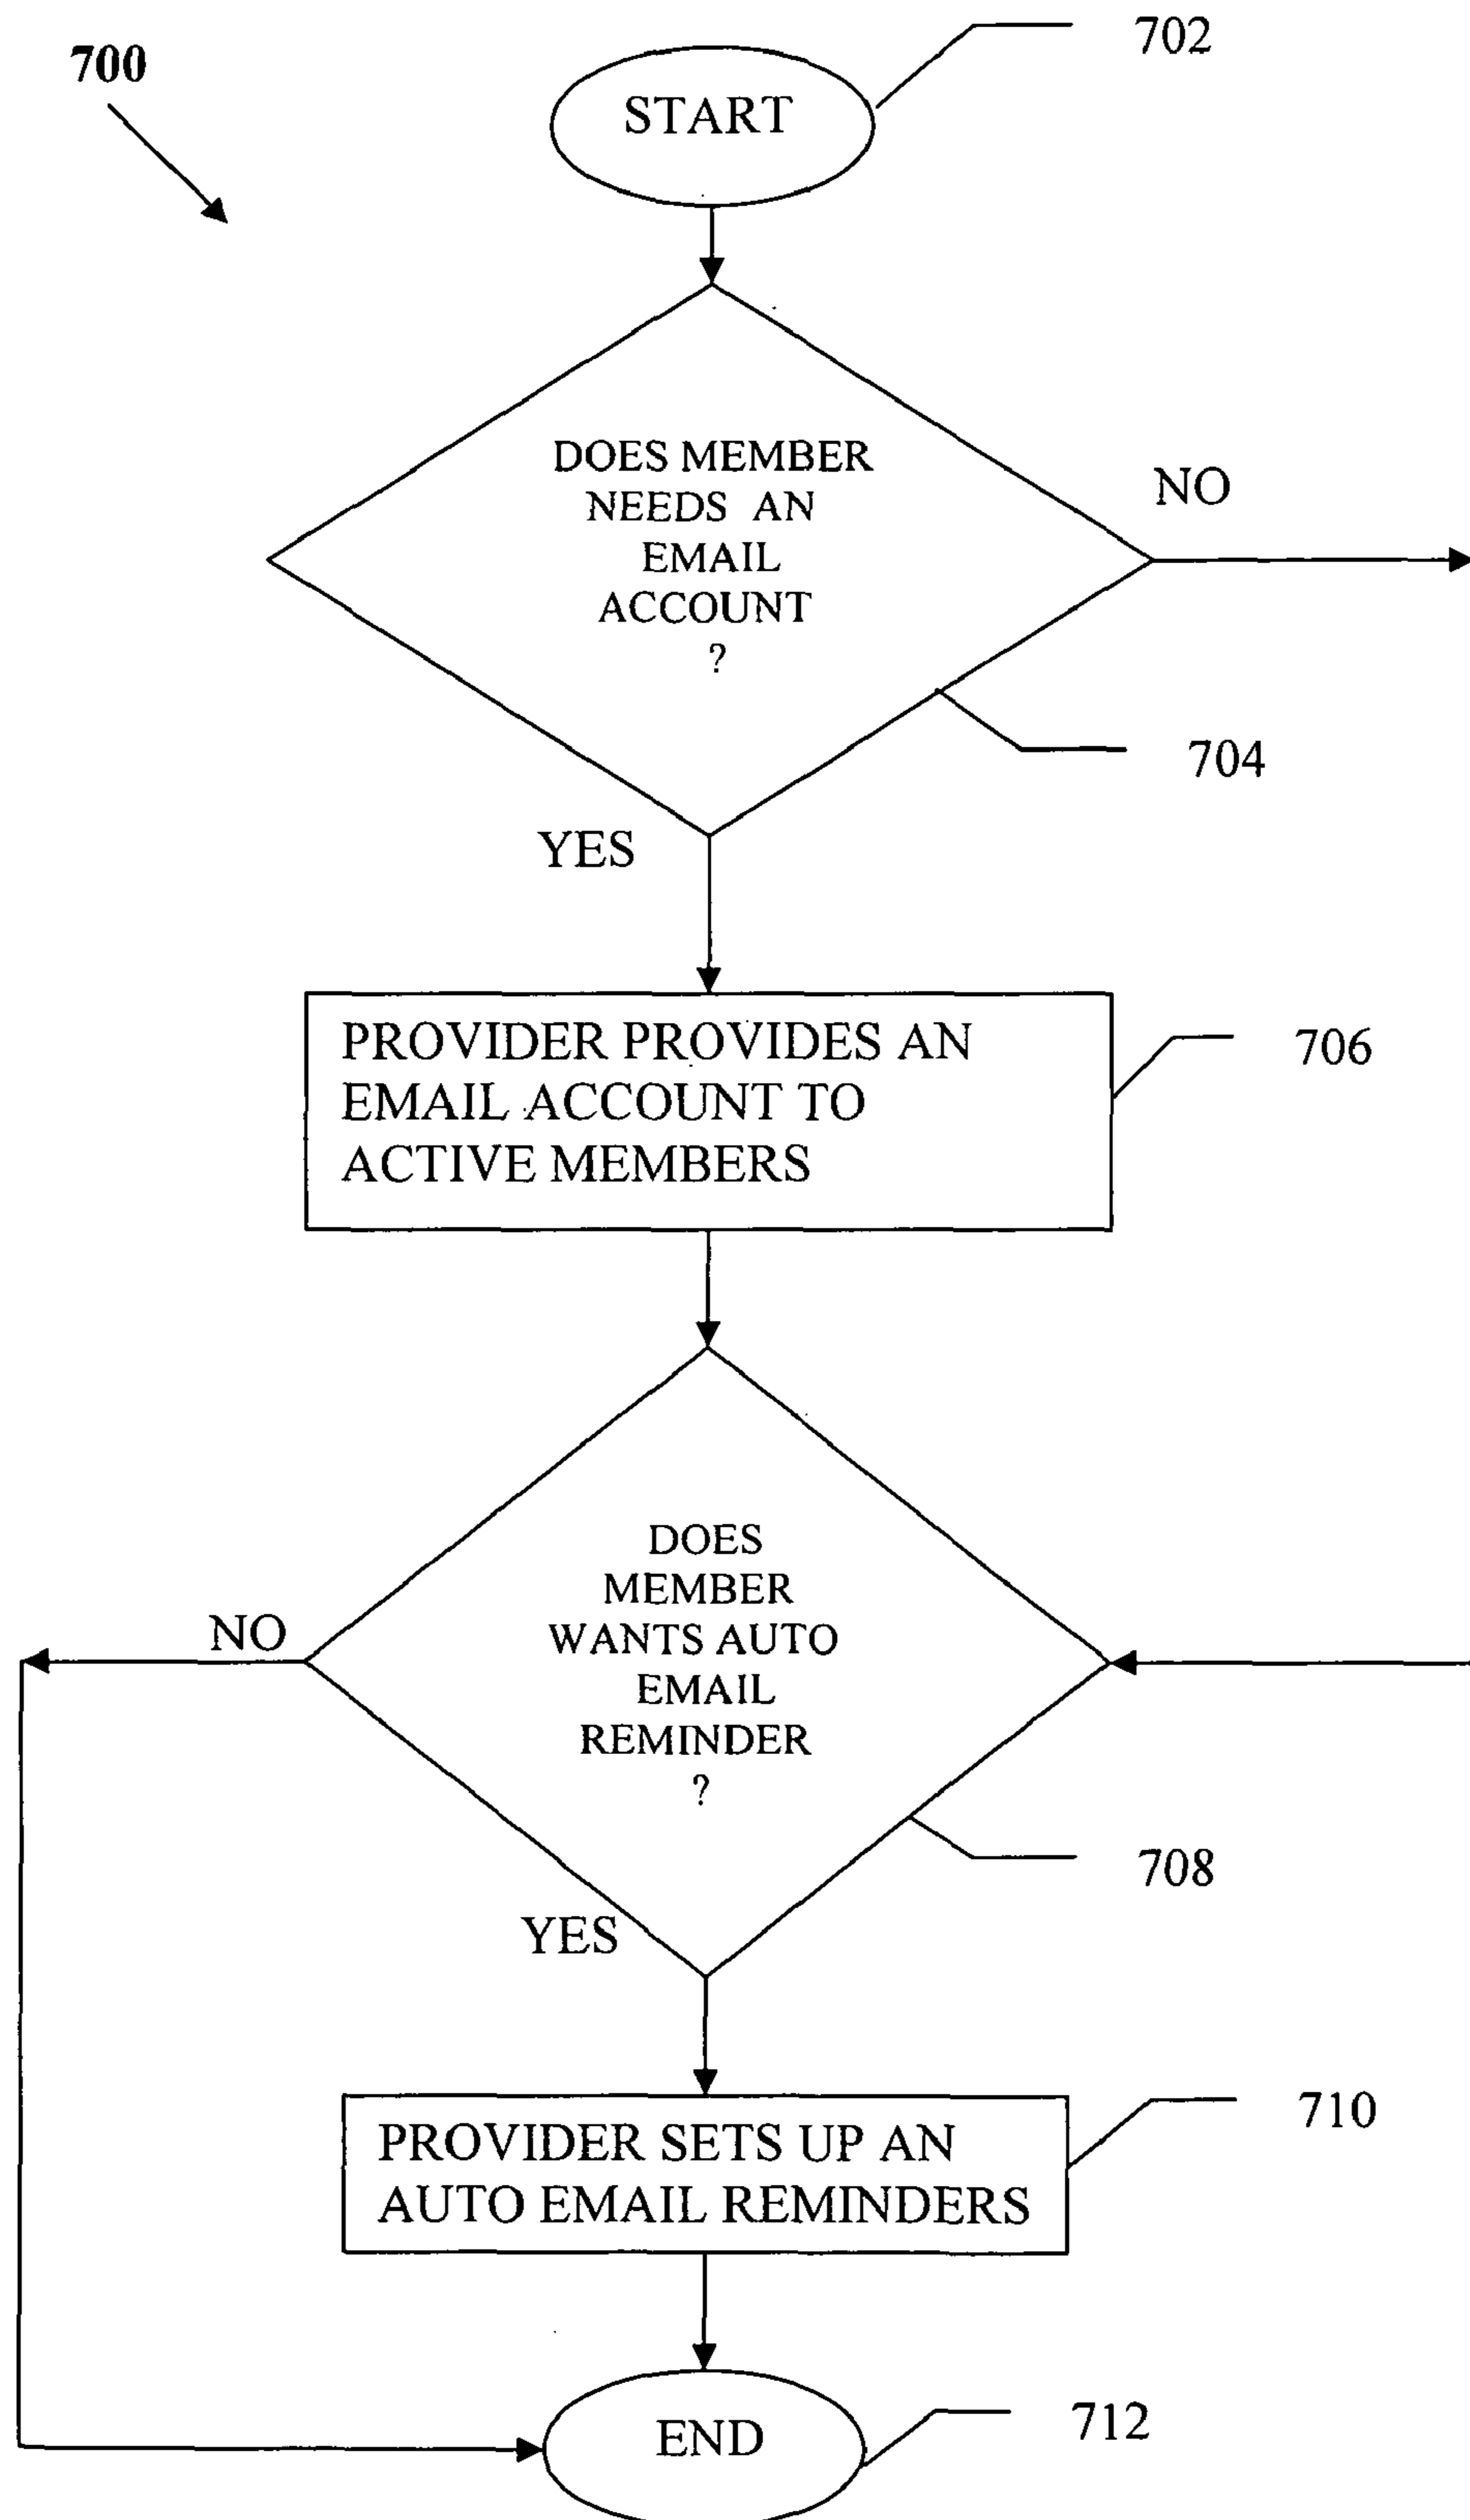 700
702
START
DOES MEMBER
NEEDS AN
EMAIL
ACCOUNT
?
NO
704
YES
PROVIDER PROVIDES AN
EMAIL ACCOUNT TO
ACTIVE MEMBERS
706
DOES
MEMBER
WANTS AUTO
EMAIL
REMINDER
?
NO
708
YES
PROVIDER SETS UP AN
AUTO EMAIL REMINDERS
710
END
712